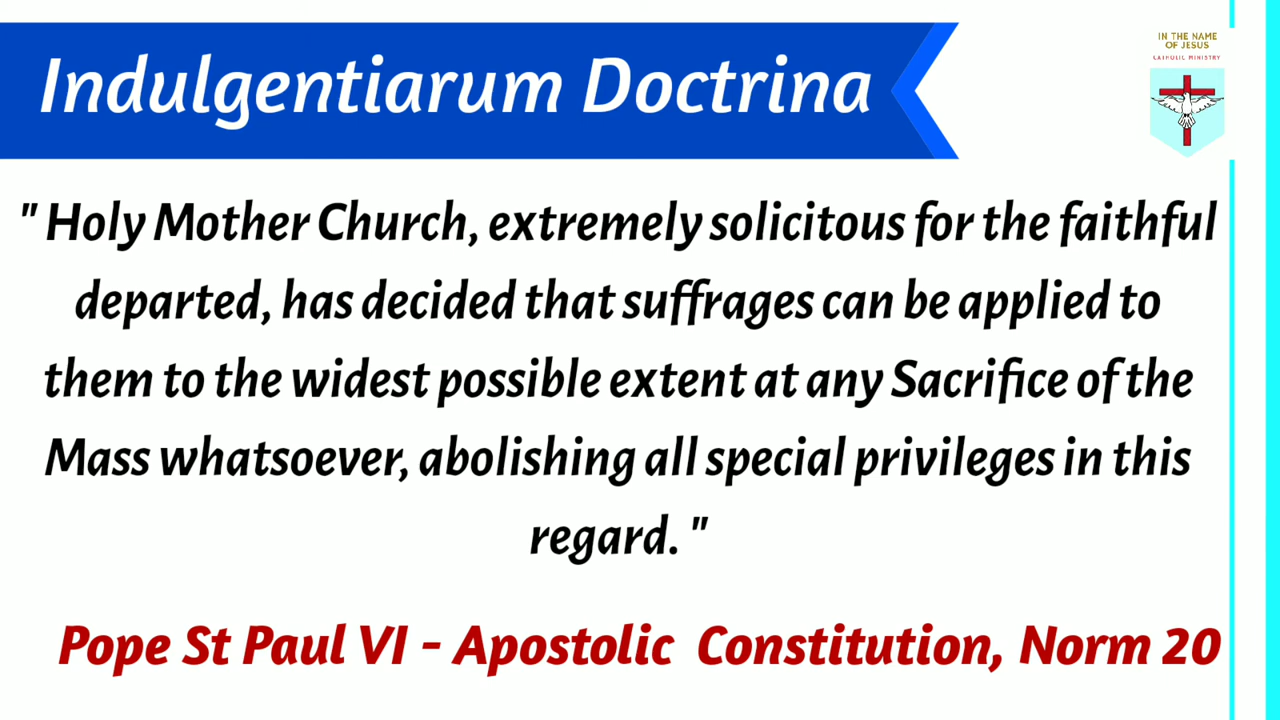 Indulgentiarum Doctrina
IN THE NAME
OF JESUS
CATHOLIC MINISTRY
" Holy Mother Church, extremely solicitous for the faithful
departed, has decided that suffrages can be applied to
them to the widest possible extent at any Sacrifice of the
Mass whatsoever, abolishing all special privileges in this
regard. "
Pope St Paul VI - Apostolic Constitution, Norm 20